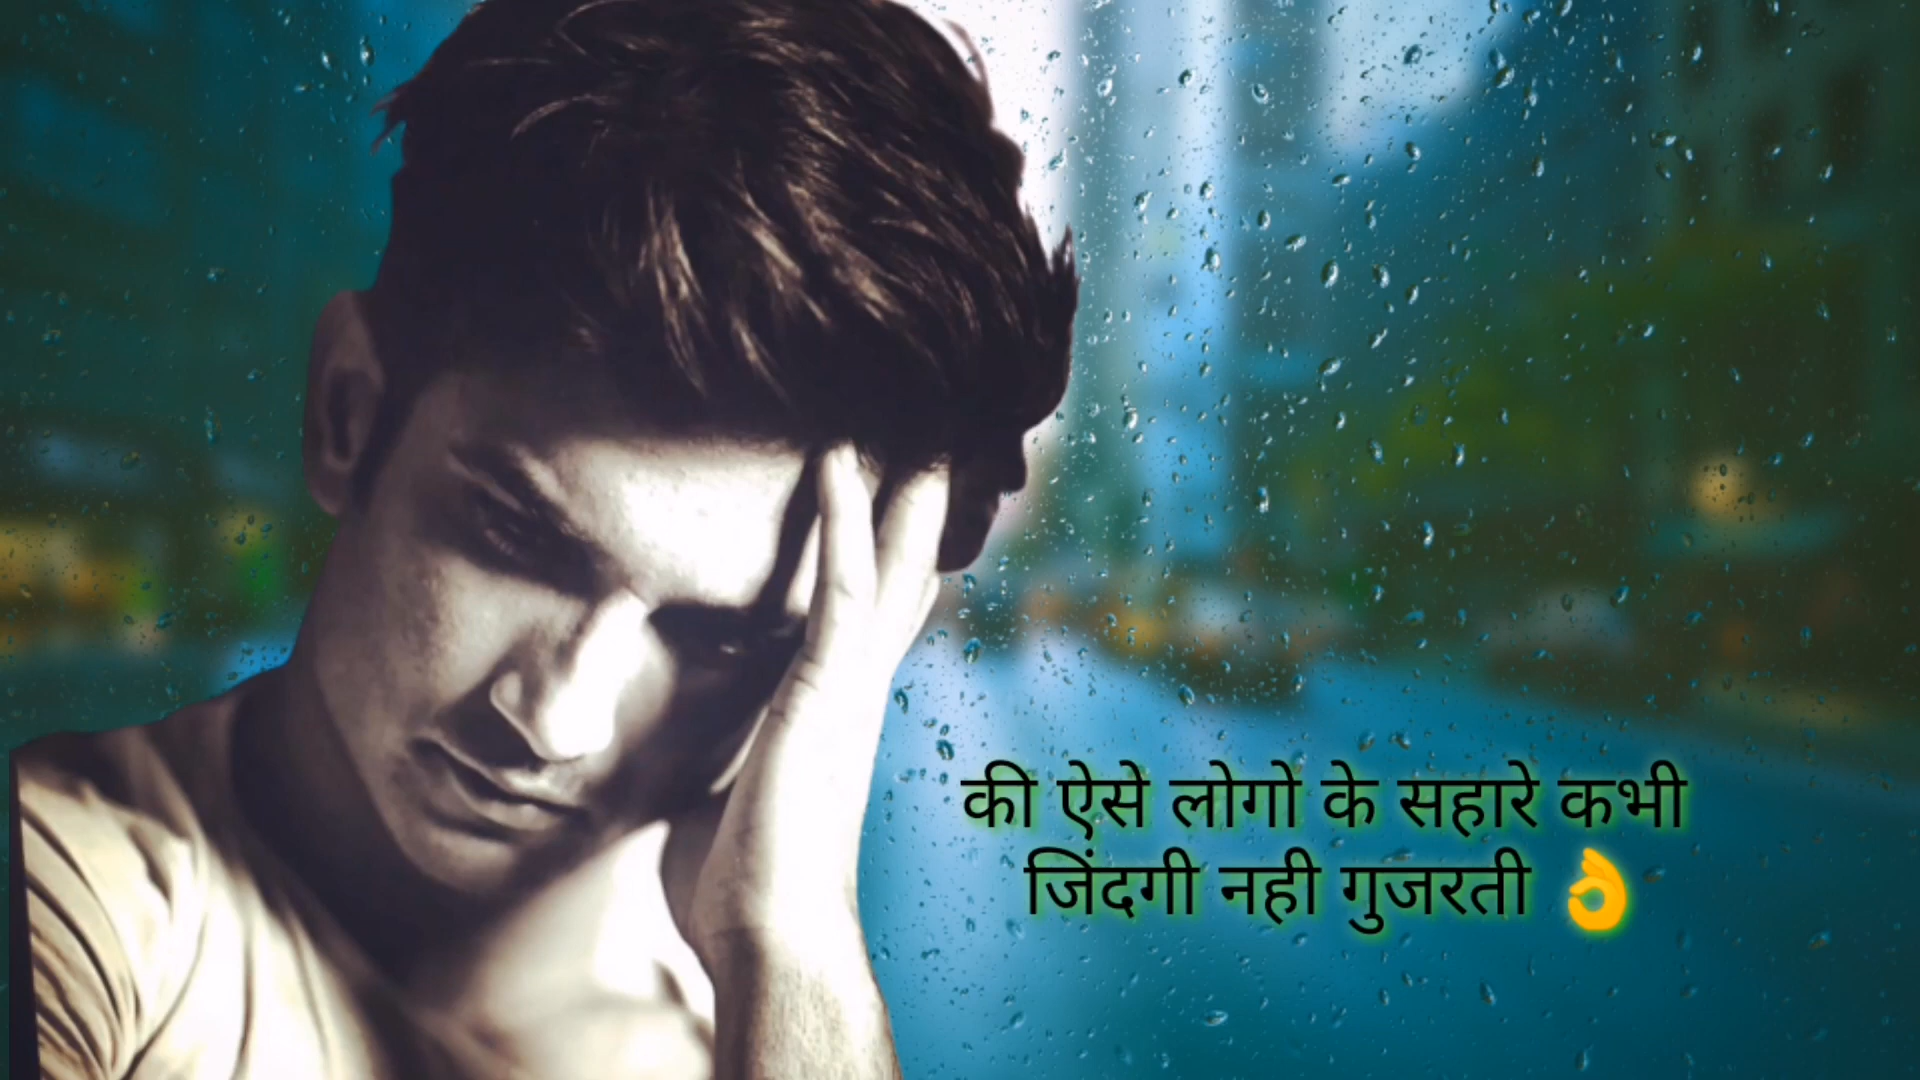 की ऐसे लोगो के सहारे कभी
जिंदगी नही गुजरती 👌